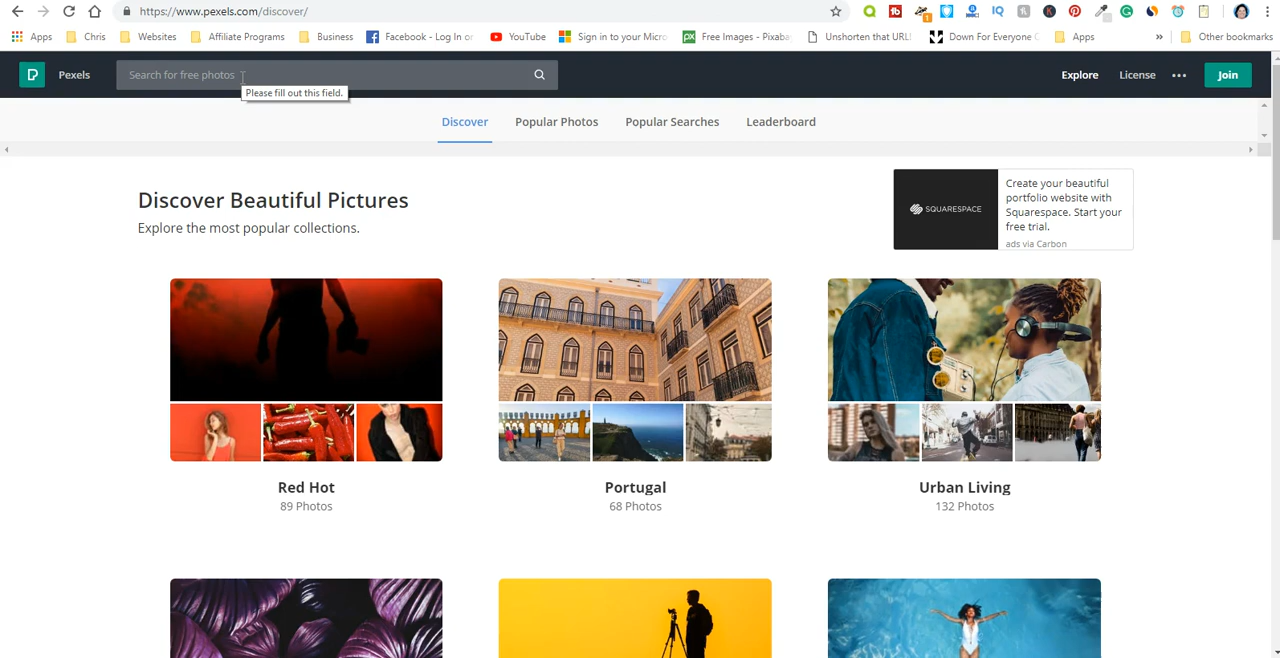 https://www.pexels.com/discover/
Apps Chris Websites Affiliate Programs Business Facebook - Log In or YouTube Sign in to your Micro Free Images - Pixaba Unshorten that URL Down For Everyone Apps » Other bookmarks
Pexels Search for free photos Explore License ••• Join
Please fill out this field.
Discover Popular Photos Popular Searches Leaderboard
Discover Beautiful Pictures
Explore the most popular collections.
SQUARESPACE
Create your beautiful
portfolio website with
Squarespace. Start your
free trial.
ads via Carbon
Red Hot
89 Photos
Portugal
68 Photos
Urban Living
132 Photos